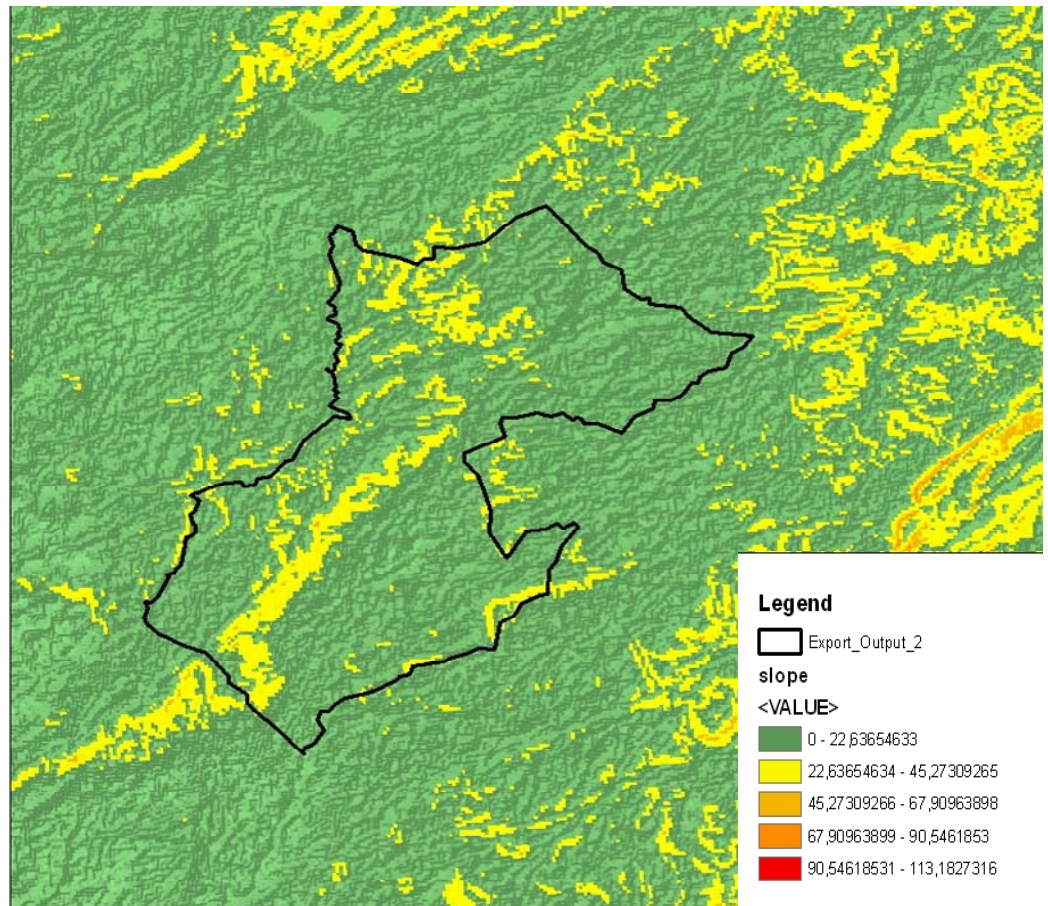 Legend
Export_Output_2
slope
<VALUE>
0 - 22,63654633
22,63654634 - 45,27309265
45,27309266 - 67,90963898
67,90963899 - 90,5461853
90,54618531 - 113,1827316